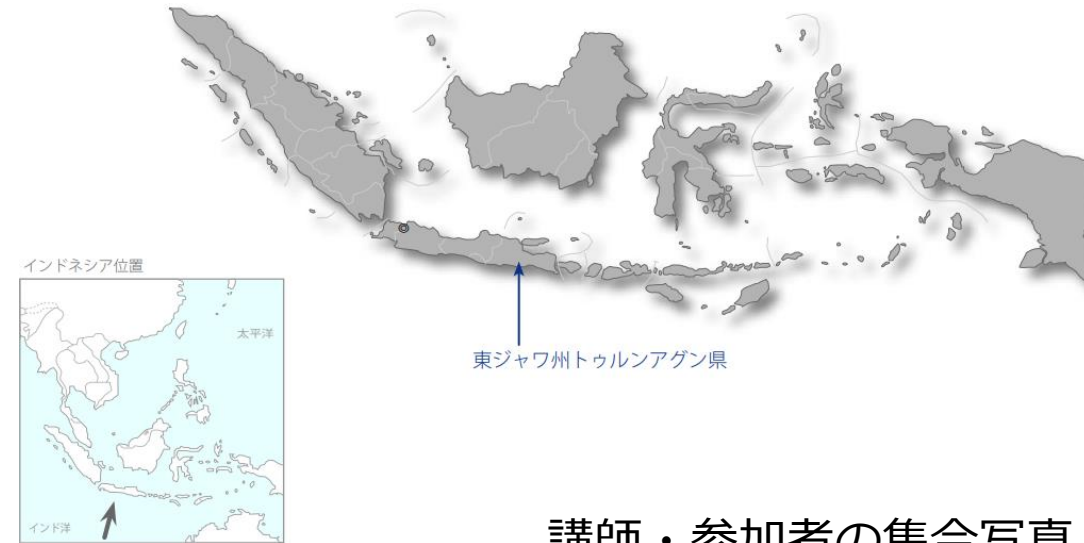 東ジャワ州トゥルンアグン県
インドネシア位置
太平洋
インド洋
講師・参加者の集合写真